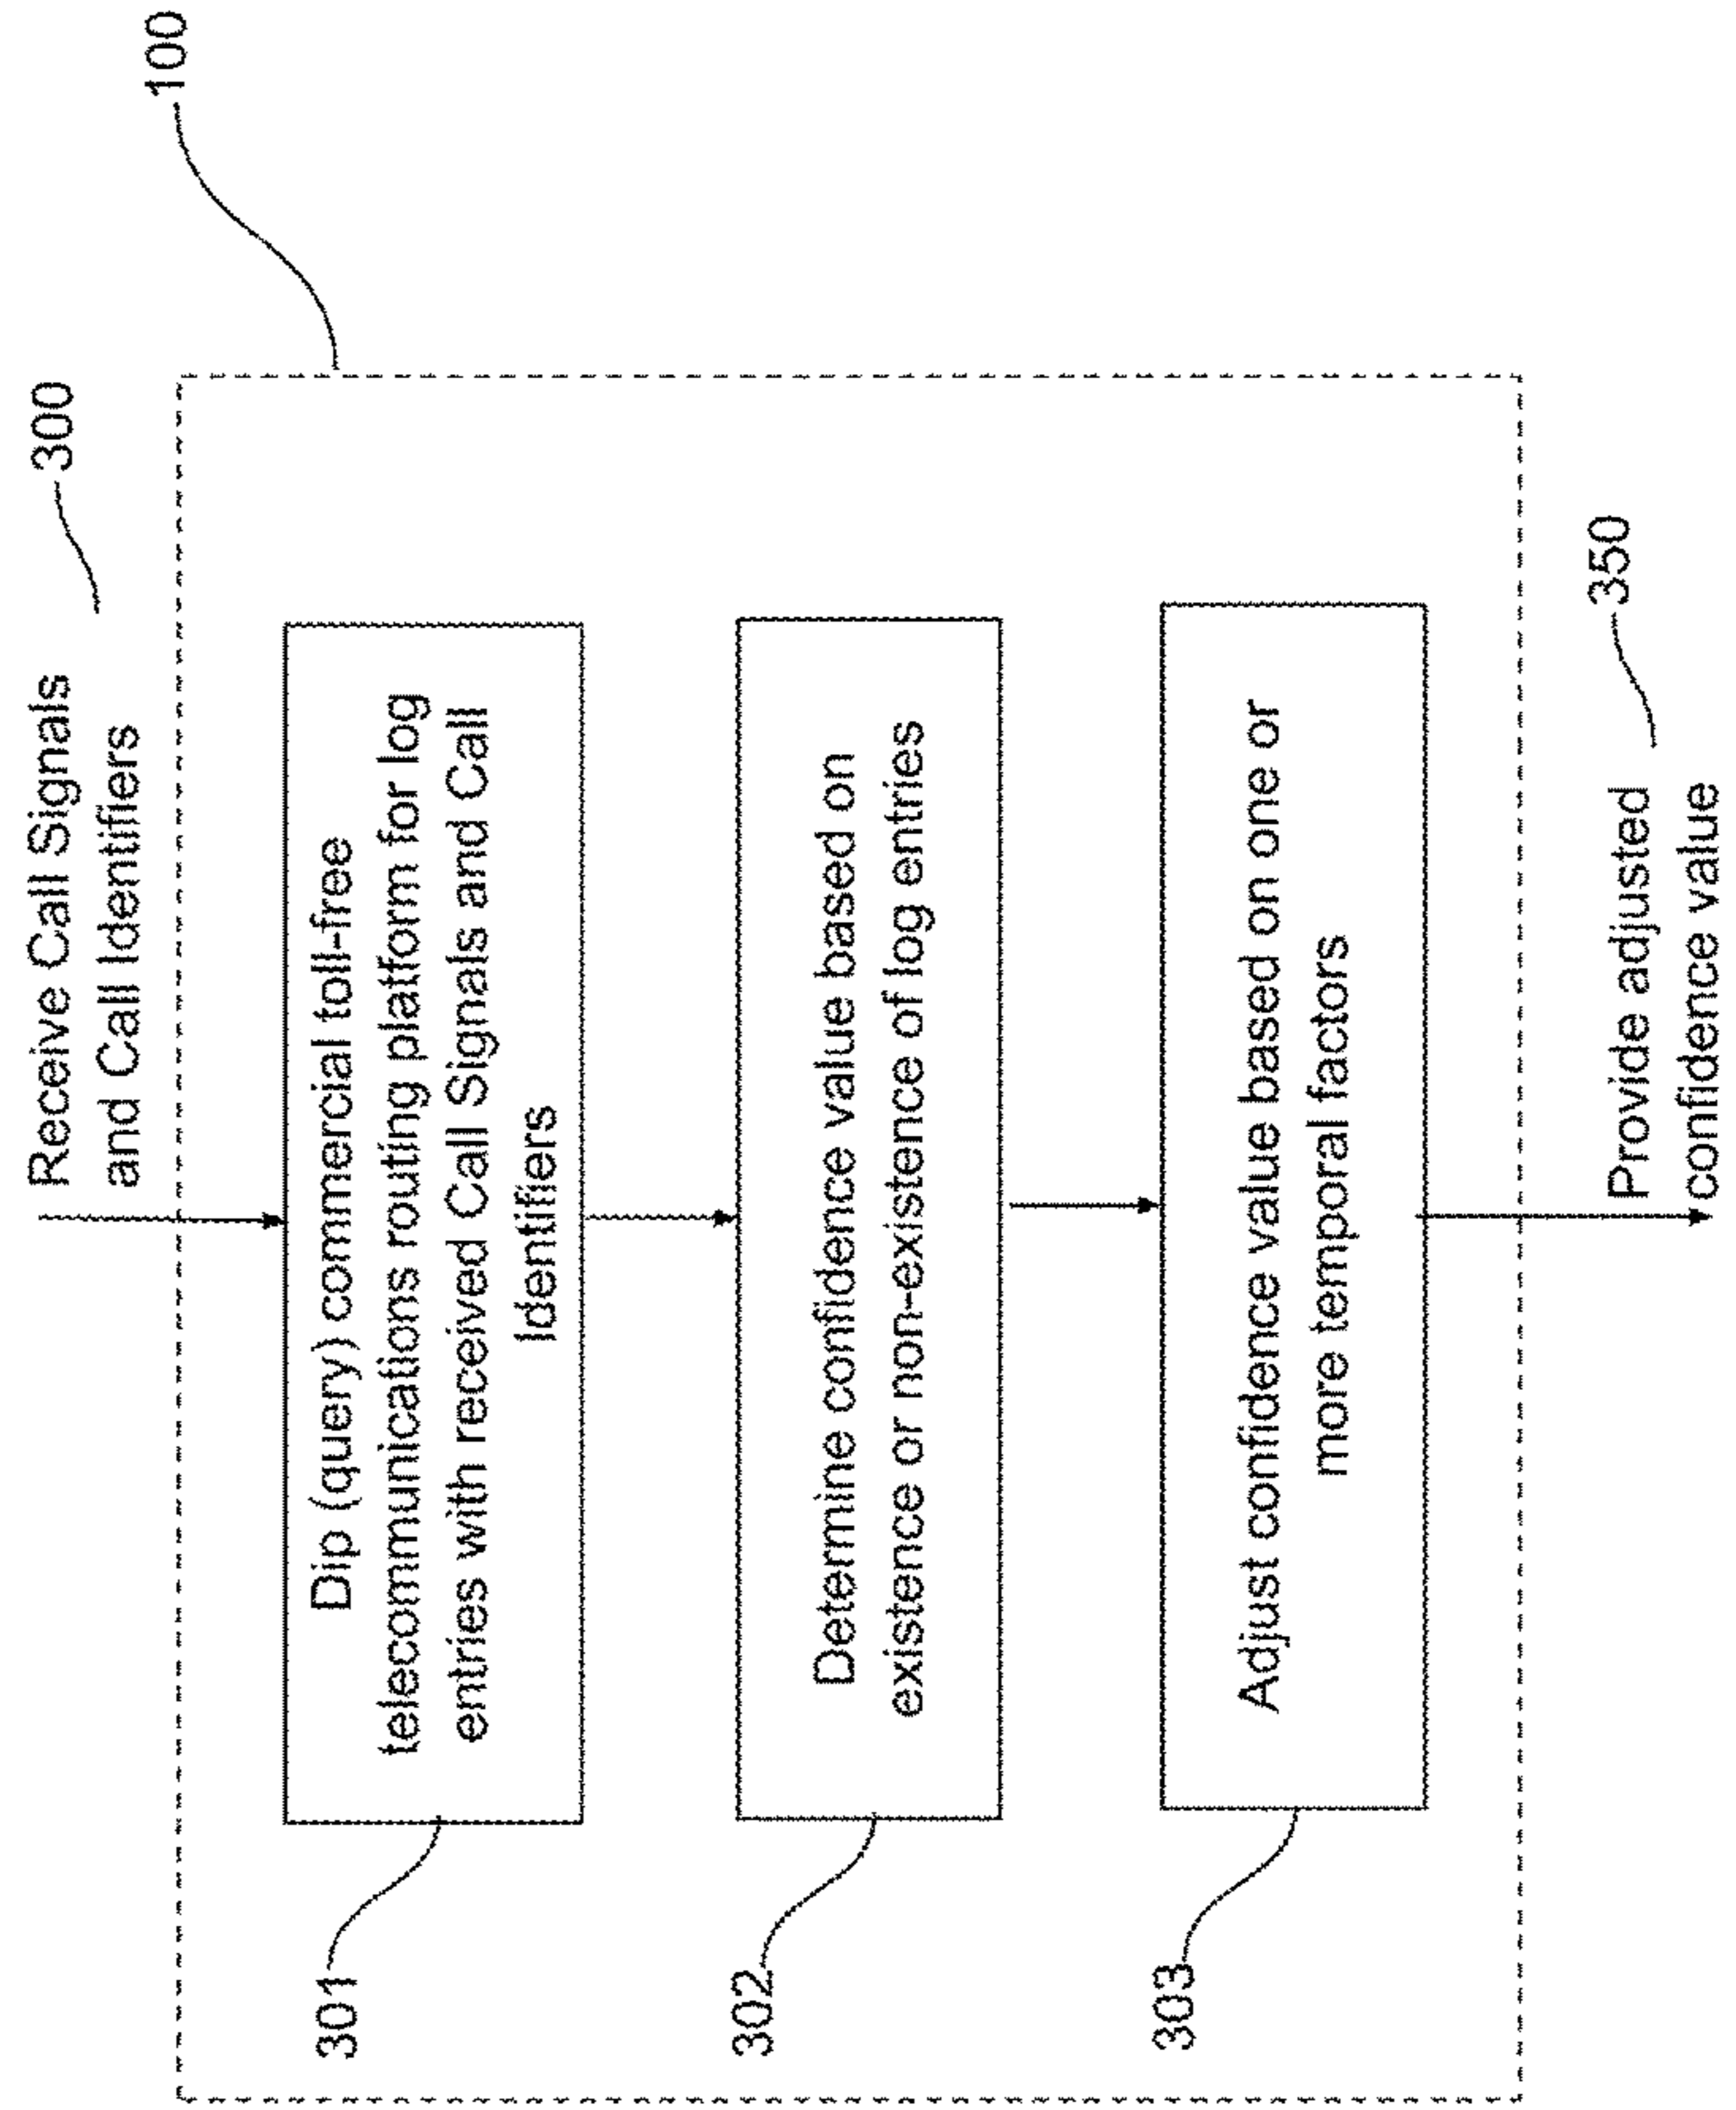 100
Receive Call Signals
and Call Identifiers
300
301
Dip (query) commercial toll-free
telecommunications routing platform for log
entries with received Call Signals and Call
Identifiers
302
Determine confidence value based on
existence or non-existence of log entries
303
Adjust confidence value based on one or
more temporal factors
Provide adjusted
confidence value
350